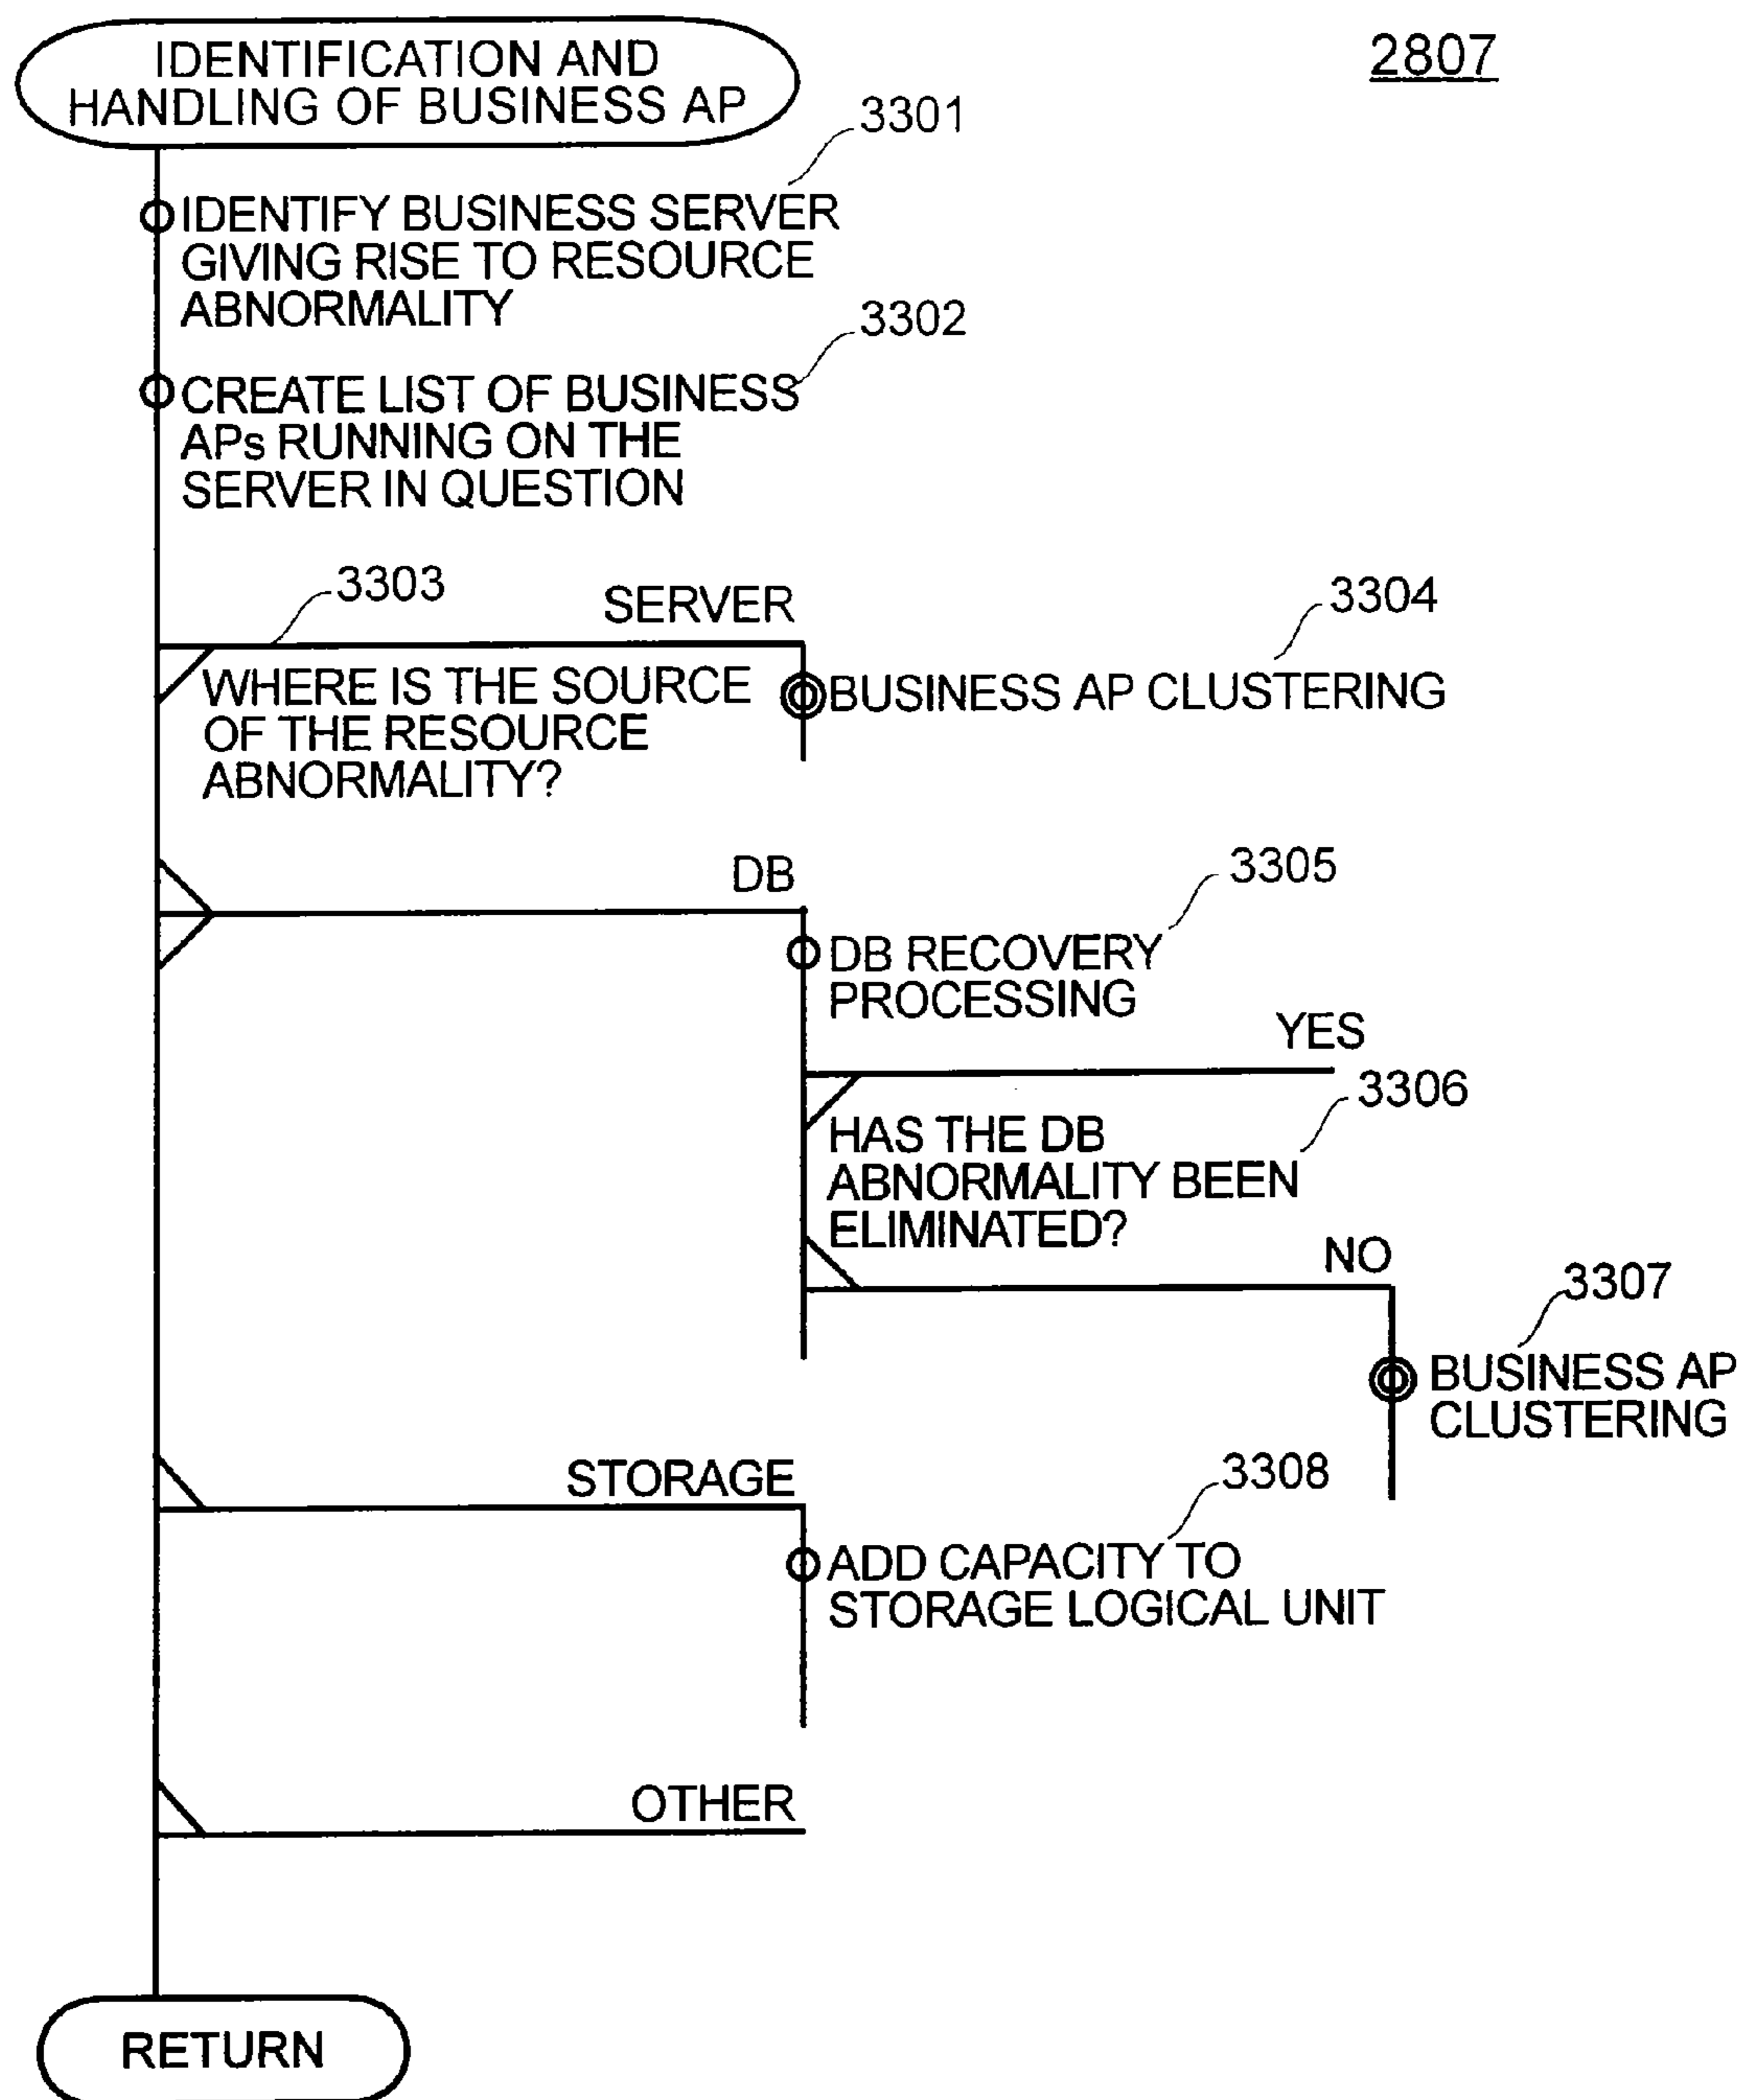 IDENTIFICATION AND
HANDLING OF BUSINESS AP
2807
3301
IDENTIFY BUSINESS SERVER
GIVING RISE TO RESOURCE
ABNORMALITY
3302
CREATE LIST OF BUSINESS
APs RUNNING ON THE
SERVER IN QUESTION
3303
SERVER
3304
WHERE IS THE SOURCE
OF THE RESOURCE
ABNORMALITY?
BUSINESS AP CLUSTERING
DB
3305
DB RECOVERY
PROCESSING
YES
3306
HAS THE DB
ABNORMALITY BEEN
ELIMINATED?
NO
3307
BUSINESS AP
CLUSTERING
STORAGE
3308
ADD CAPACITY TO
STORAGE LOGICAL UNIT
OTHER
RETURN